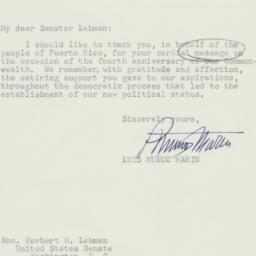 My dear Senator Lehman:
I should like to thank you, in behalf of the
people of Puerto Rico, for your cordial message on
the occasion of the fourth anniversary of our Common-
wealth. We remember, with gratitude and affection,
the untiring support you gave to our aspirations,
throughout the democratic process that led to the
establishment of our new political status.
Sincerely yours,
LUIS MUÑOZ MARIN
Hon. Herbert H. Lehman
United States Senate
Washington, D. C.